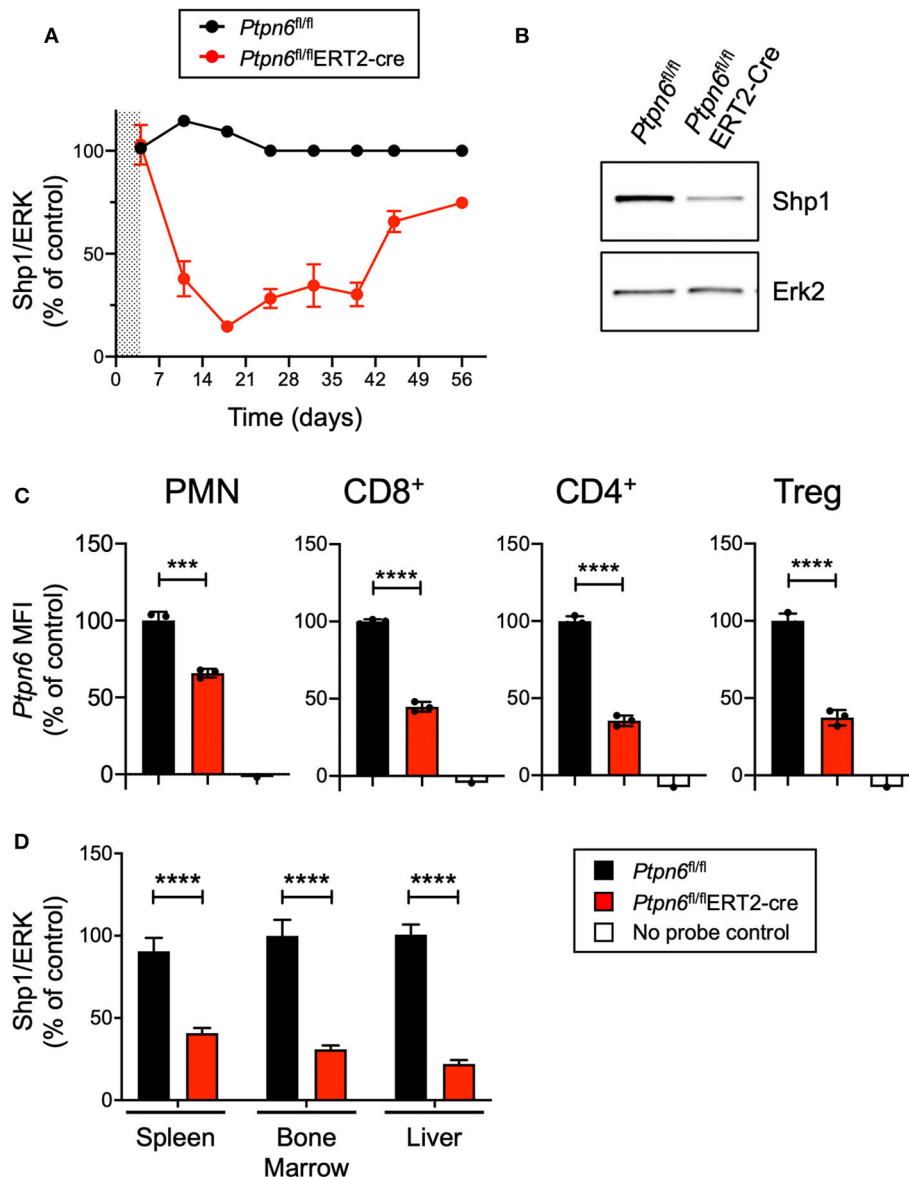 A
Ptpn6fl/fl
Ptpn6fl/flERT2-cre
Shp1/ERK
(% of control)
100
50
0
0 7 14 21 28 35 42 49 56
Time (days)
B
Ptpn6fl/fl
Ptpn6fl/fl
ERT2-Cre
Shp1
Erk2
C
PMN
CD8+
CD4+
Treg
Ptpn6 MFI
(% of control)
150
100
50
0
***
150
100
50
0
****
150
100
50
0
****
150
100
50
0
****
D
Shp1/ERK
(% of control)
150
100
50
0
**** **** ****
Spleen
Bone
Marrow
Liver
Ptpn6fl/fl
Ptpn6fl/flERT2-cre
No probe control